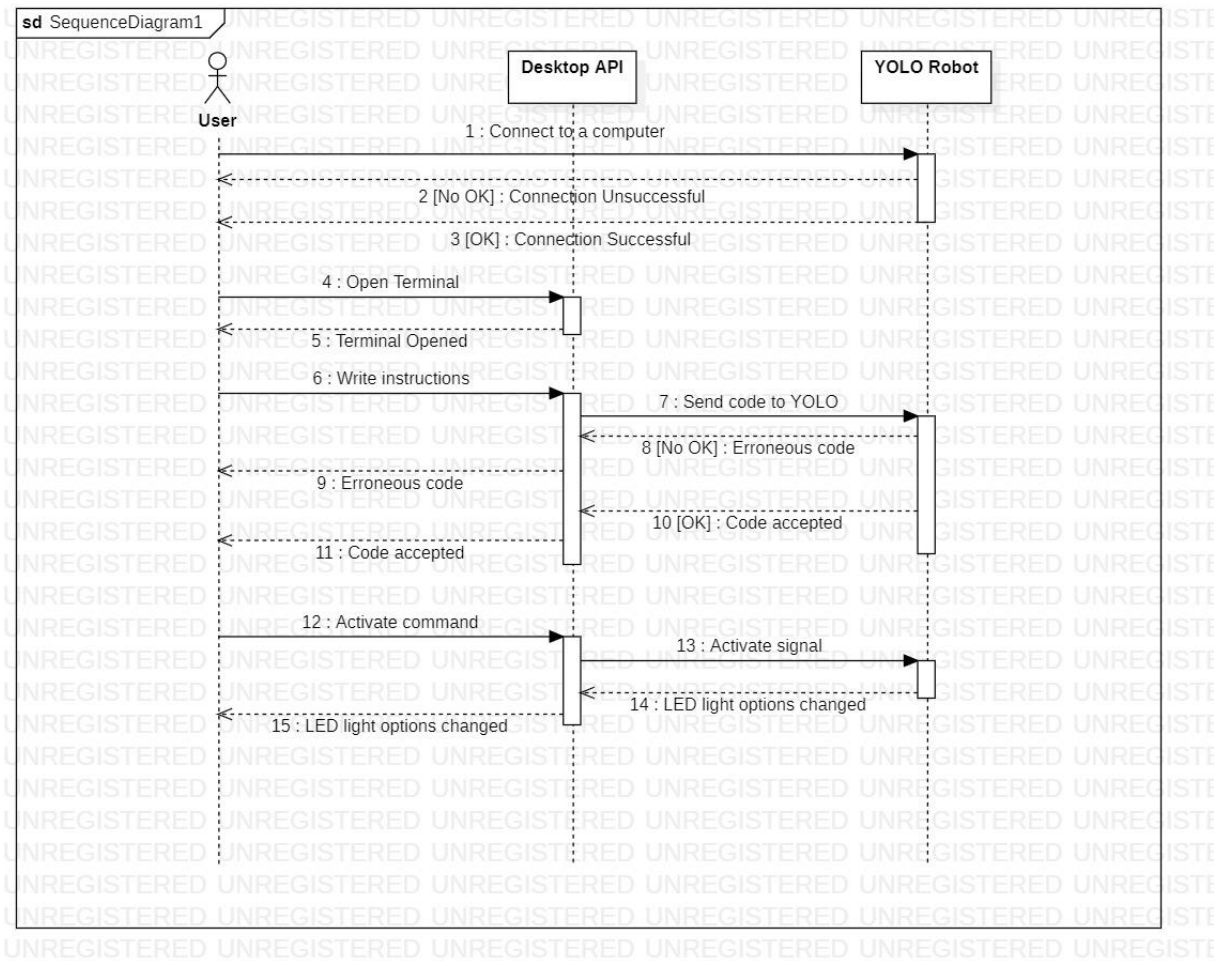 sd SequenceDiagram1
User
Desktop API
YOLO Robot
1 : Connect to a computer
2 [No OK] : Connection Unsuccessful
3 [OK] : Connection Successful
4 : Open Terminal
5 : Terminal Opened
6 : Write instructions
7 : Send code to YOLO
8 [No OK] : Erroneous code
9 : Erroneous code
10 [OK] : Code accepted
11 : Code accepted
12 : Activate command
13 : Activate signal
14 : LED light options changed
15 : LED light options changed
UNREGISTERED